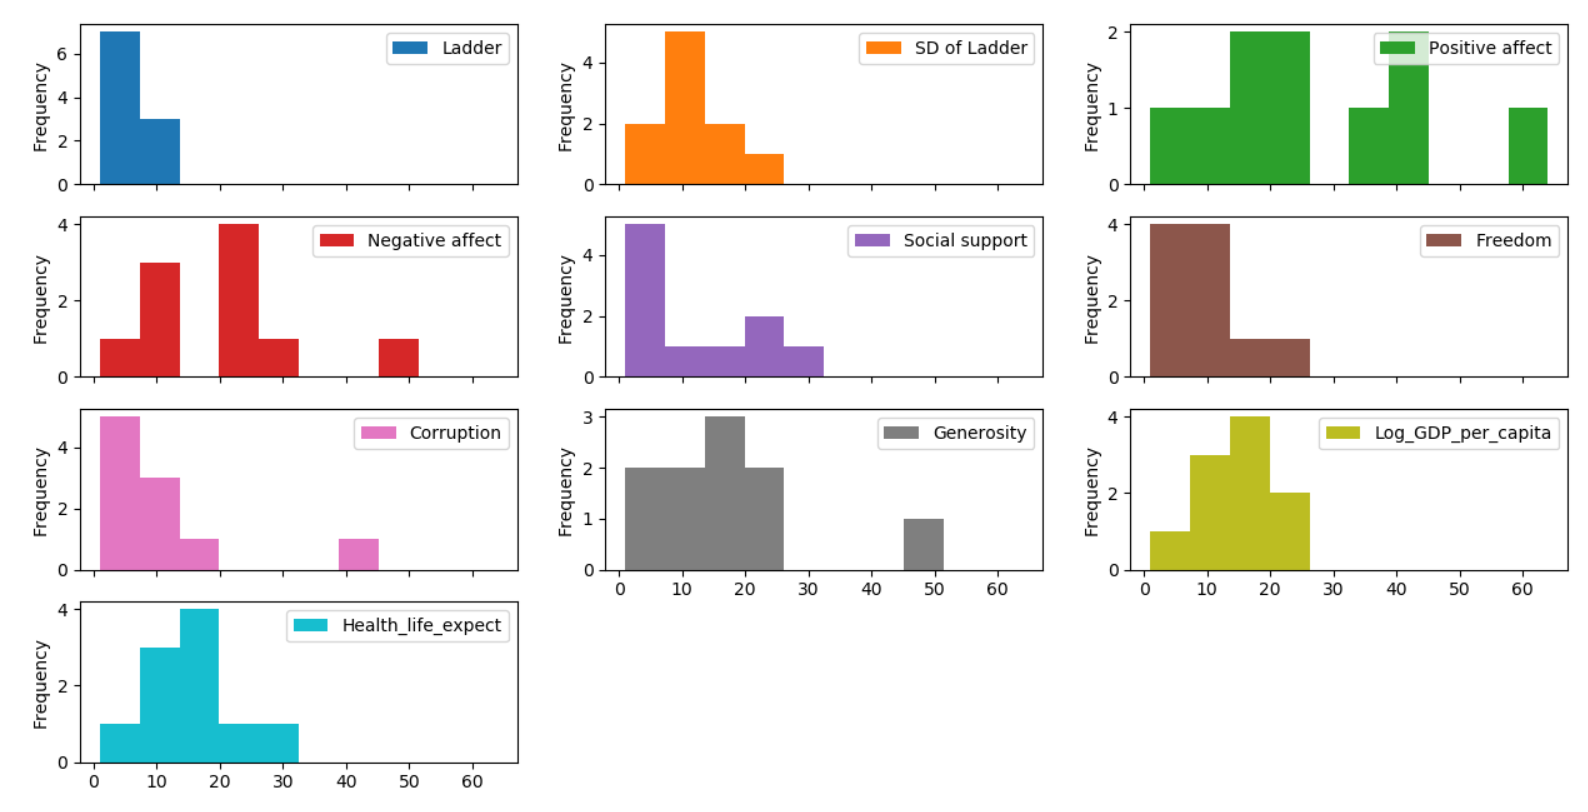 Frequency
6
4
2
0
Ladder
Frequency
4
2
0
SD of Ladder
Frequency
2
1
0
Positive affect
Frequency
4
2
0
Negative affect
Frequency
4
2
0
Social support
Frequency
4
2
0
Freedom
Frequency
4
2
0
Corruption
Frequency
3
2
1
0
Generosity
0 10 20 30 40 50 60
Frequency
4
2
0
Log_GDP_per_capita
0 10 20 30 40 50 60
Frequency
4
2
0
Health_life_expect
0 10 20 30 40 50 60